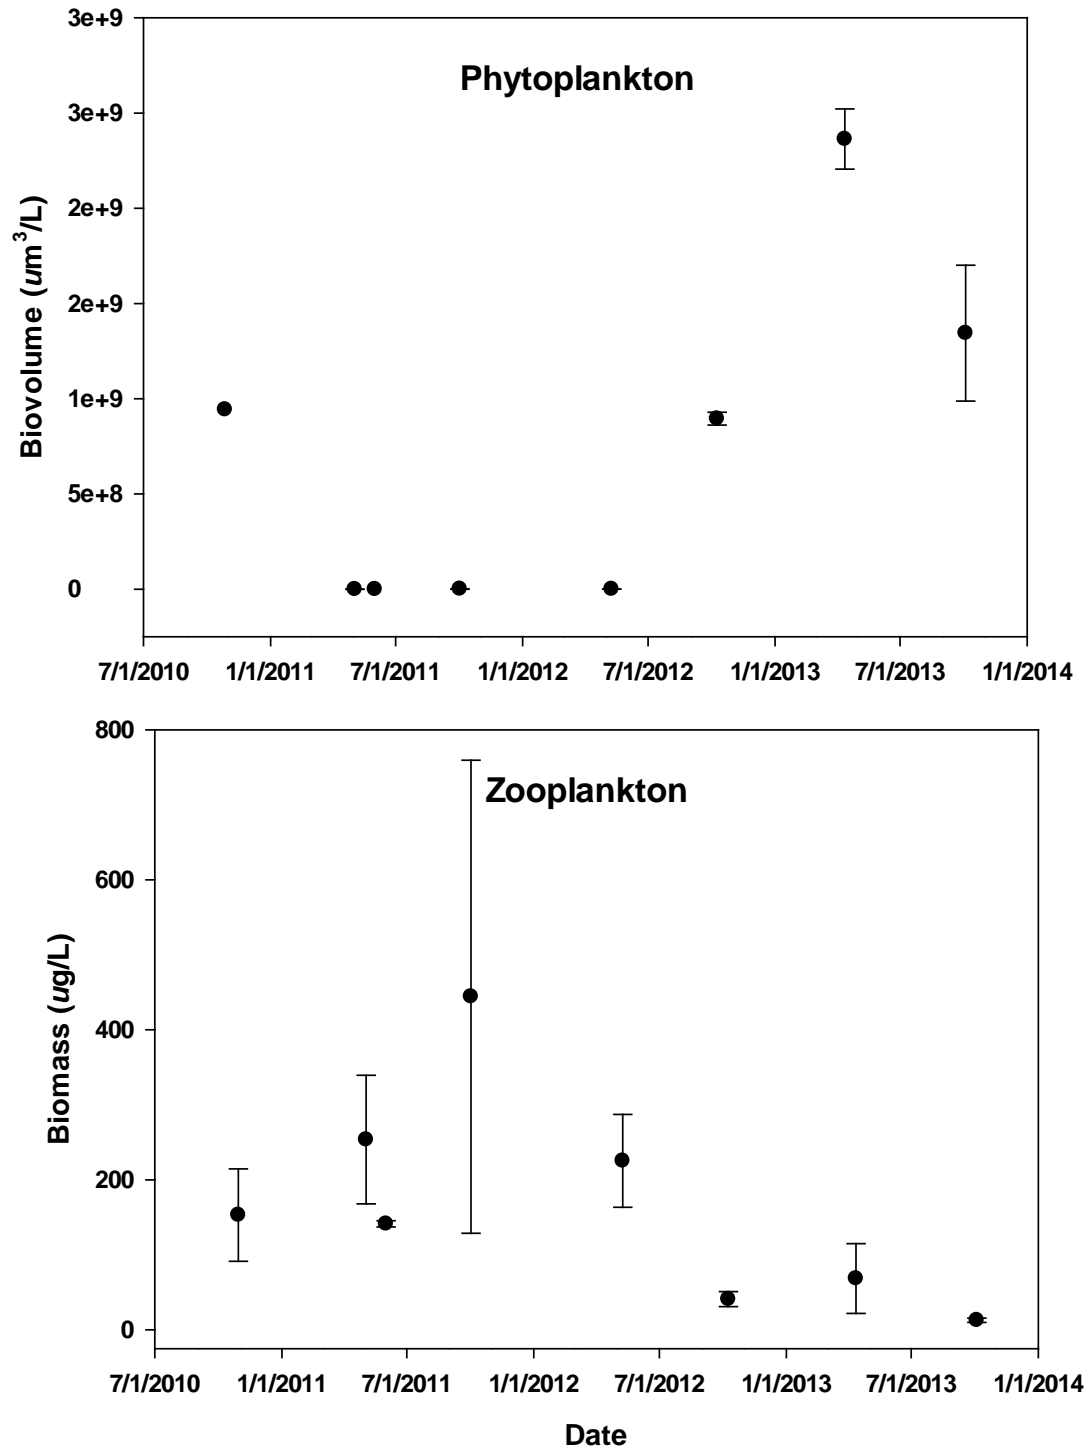 Phytoplankton
Biovolume (um³/L)
3e+9
3e+9
2e+9
2e+9
1e+9
5e+8
0
7/1/2010 1/1/2011 7/1/2011 1/1/2012 7/1/2012 1/1/2013 7/1/2013 1/1/2014
Zooplankton
Biomass (ug/L)
800
600
400
200
0
7/1/2010 1/1/2011 7/1/2011 1/1/2012 7/1/2012 1/1/2013 7/1/2013 1/1/2014
Date